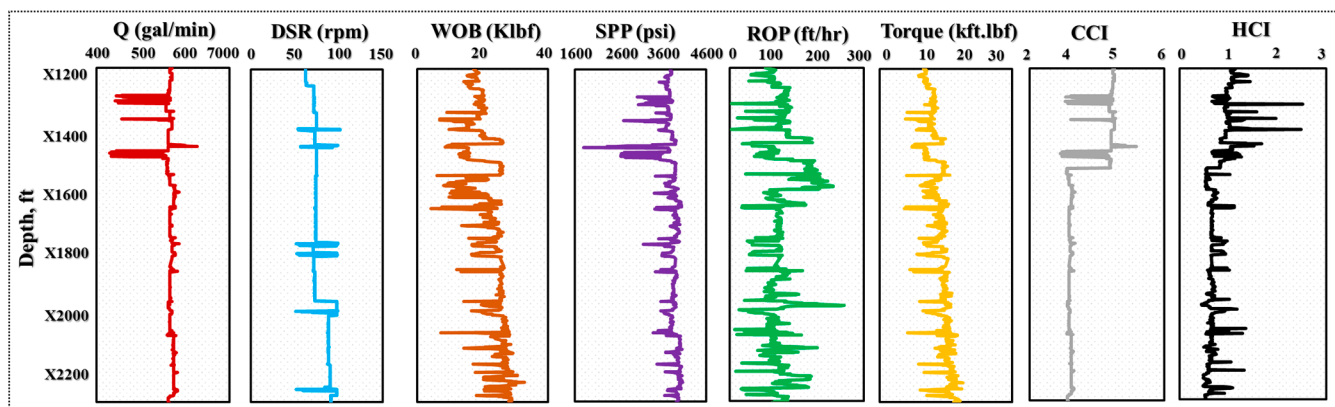 Q (gal/min) DSR (rpm) WOB (Klbf) SPP (psi) ROP (ft/hr) Torque (kft.lbf) CCI HCI
400 500 600 7000 0 50 100 150 0 20 40 1600 2600 3600 4600 0 100 200 300 0 10 20 30 2 4 5 6 0 1 2 3
X1200
X1400
X1600
X1800
X2000
X2200
Depth, ft